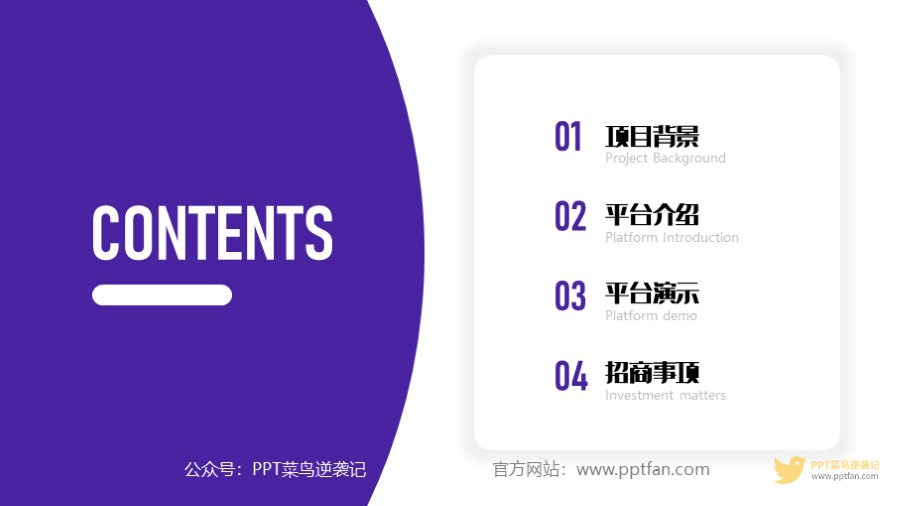 CONTENTS
01 项目背景
Project Background
02 平台介绍
Platform Introduction
03 平台演示
Platform demo
04 招商事项
Investment matters
公众号：PPT菜鸟逆袭记
官方网站：www.pptfan.com
PPT菜鸟逆袭记
www.pptfan.com